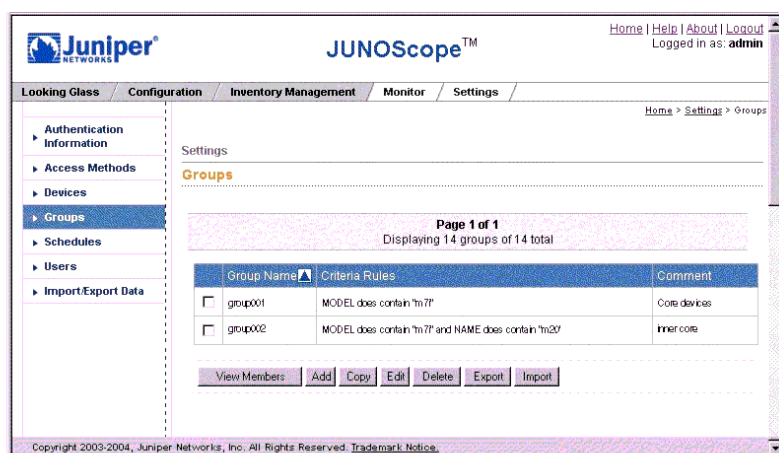 Juniper®
NETWORKS
JUNOScope™
Home | Help | About | Logout
Logged in as: admin
Looking Glass / Configuration / Inventory Management / Monitor / Settings /
Home > Settings > Groups
Authentication
Information
Access Methods
Devices
Groups
Schedules
Users
Import/Export Data
Settings
Groups
Page 1 of 1
Displaying 14 groups of 14 total
Group Name Criteria Rules Comment
group001 MODEL does contain "m7i" Core devices
group002 MODEL does contain "m7i" and NAME does contain "m20" inner core
View Members Add Copy Edit Delete Export Import
Copyright 2003-2004, Juniper Networks, Inc. All Rights Reserved. Trademark Notice.